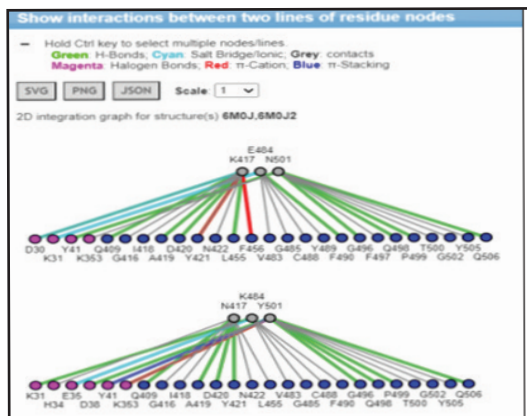 Show interactions between two lines of residue nodes
− Hold Ctrl key to select multiple nodes/lines
Green: H-Bonds; Cyan: Salt Bridge/Ionic; Grey: contacts
Magenta: Halogen Bonds; Red: π-Cation; Blue: π-Stacking
SVG PNG JSON Scale: 1
2D integration graph for structure(s) 6M0J,6M0J2
E484
K417 N501
D30 Y41 Q409 I418 D420 N422 F456 G485 Y489 G496 Q498 T500 Y505
K31 K353 G416 A419 Y421 L455 V483 C488 F490 F497 P499 G502 Q506
K484
N417 Y501
K31 E35 Y41 Q409 I418 D420 N422 V483 C488 G496 P499 G502 Q506
H34 D38 K353 G416 A419 Y421 L455 G485 F490 Q498 T500 Y505